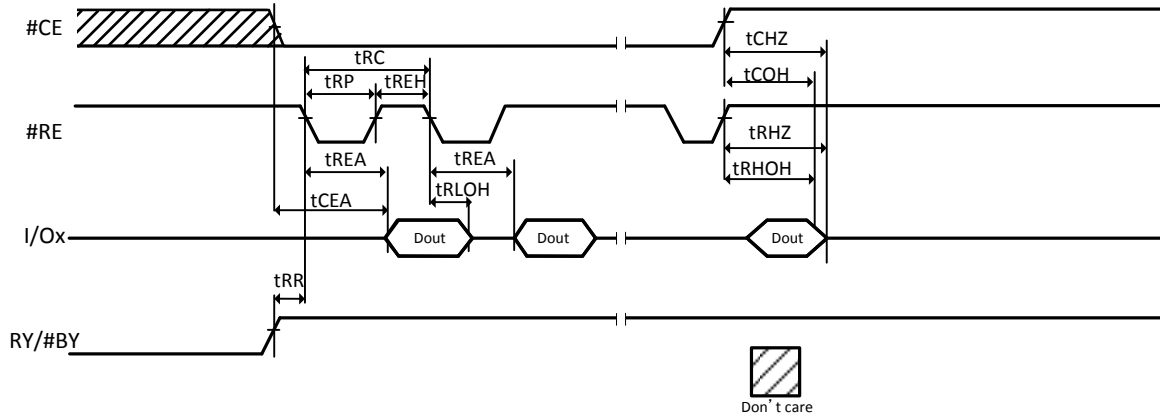 #CE
tCHZ
tRC
tCOH
tRP
tREH
#RE
tRHZ
tREA
tREA
tRHOH
tRLOH
tCEA
I/Ox
Dout
Dout
Dout
tRR
RY/#BY
Don't care